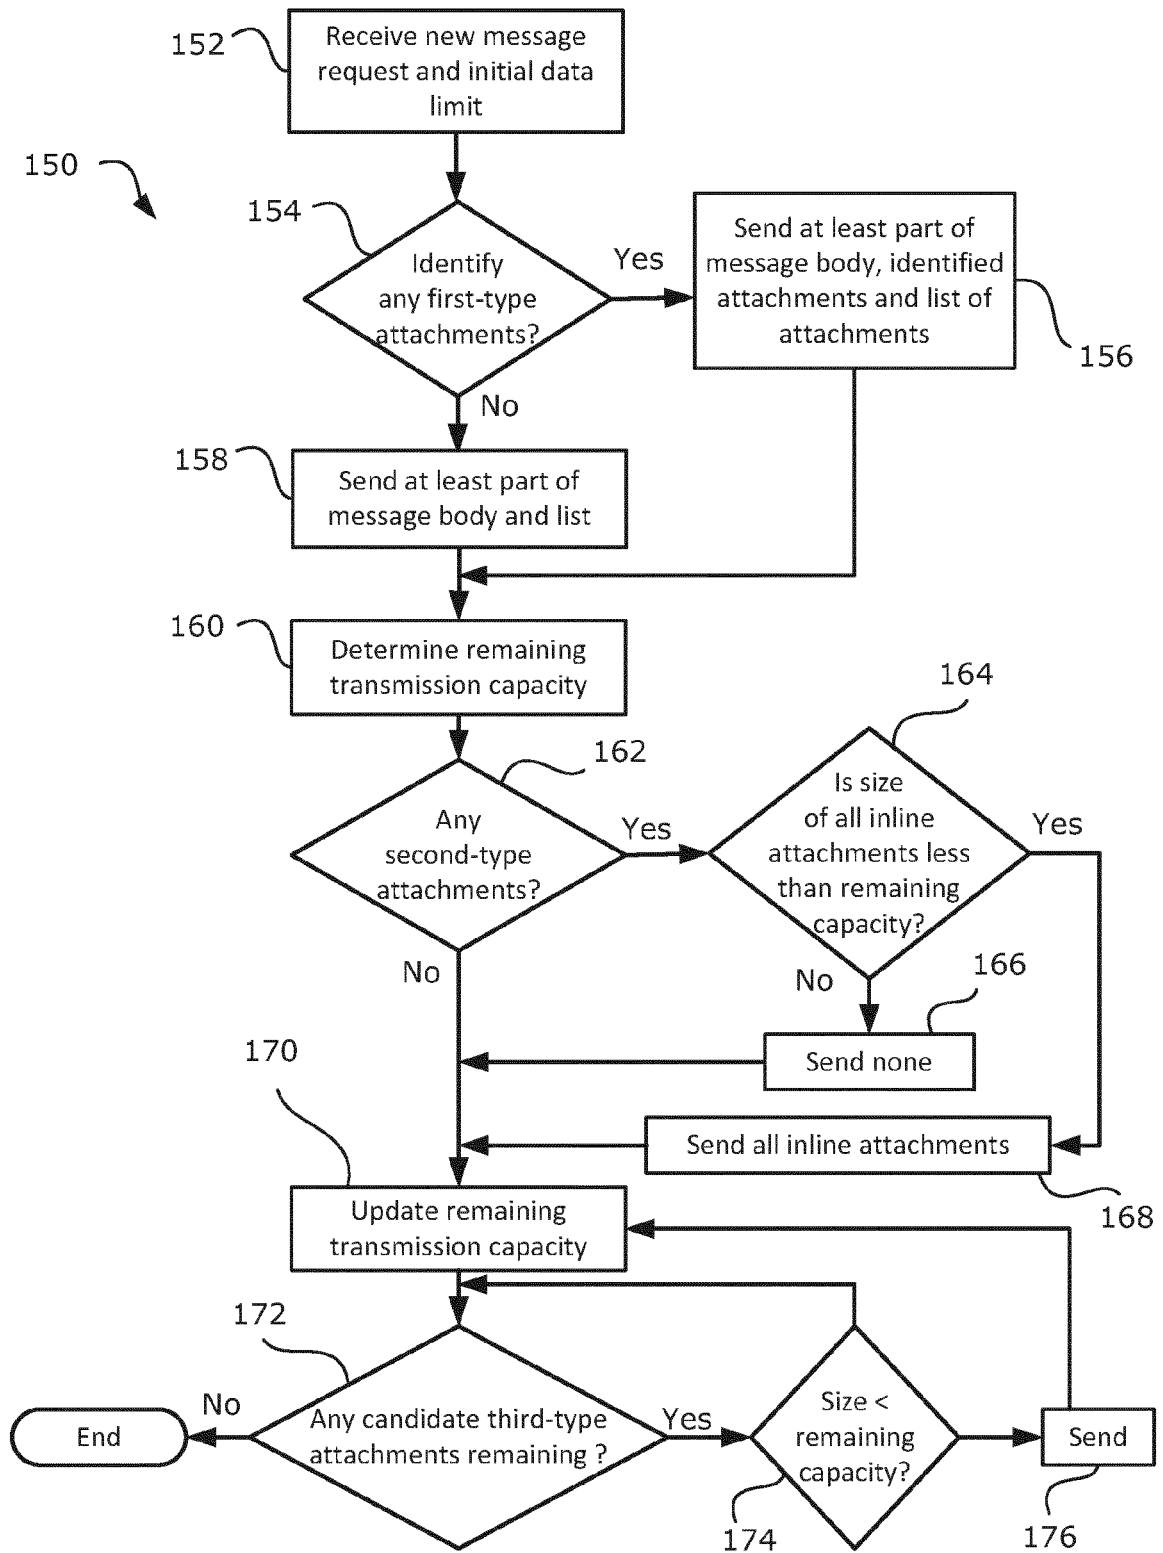 152
Receive new message
request and initial data
limit
150
154
Identify
any first-type
attachments?
Yes
Send at least part of
message body, identified
attachments and list of
attachments
156
No
158
Send at least part of
message body and list
160
Determine remaining
transmission capacity
162
Any
second-type
attachments?
Yes
164
Is size
of all inline
attachments less
than remaining
capacity?
Yes
No
No
166
Send none
170
Send all inline attachments
168
Update remaining
transmission capacity
172
Any candidate third-type
attachments remaining ?
No
End
Yes
Size <
remaining
capacity?
174
Send
176